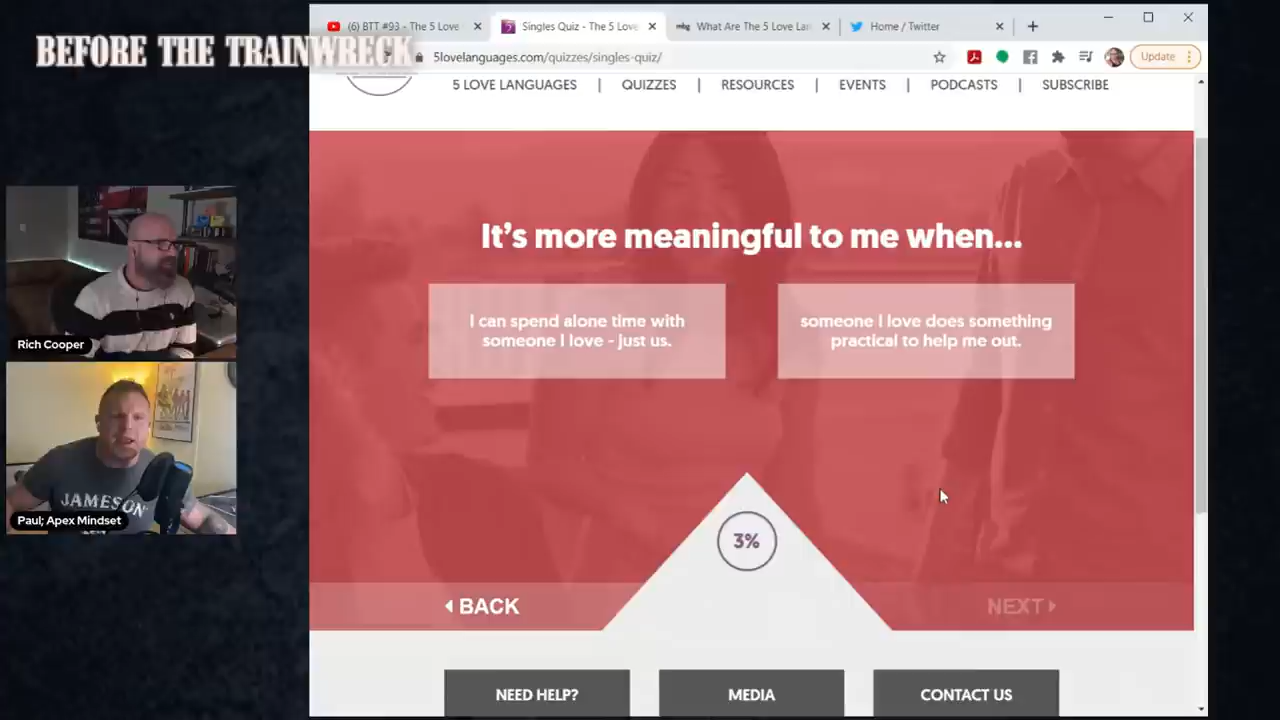 BEFORE THE TRAINWRECK
(6) BTT #93 - The 5 Love
Singles Quiz - The 5 Love
What Are The 5 Love Lan
Home / Twitter
5lovelanguages.com/quizzes/singles-quiz/
Update
5 LOVE LANGUAGES | QUIZZES | RESOURCES | EVENTS | PODCASTS | SUBSCRIBE
It's more meaningful to me when...
I can spend alone time with
someone I love - just us.
someone I love does something
practical to help me out.
3%
BACK
NEXT
NEED HELP?
MEDIA
CONTACT US
Rich Cooper
JAMESON
Paul; Apex Mindset